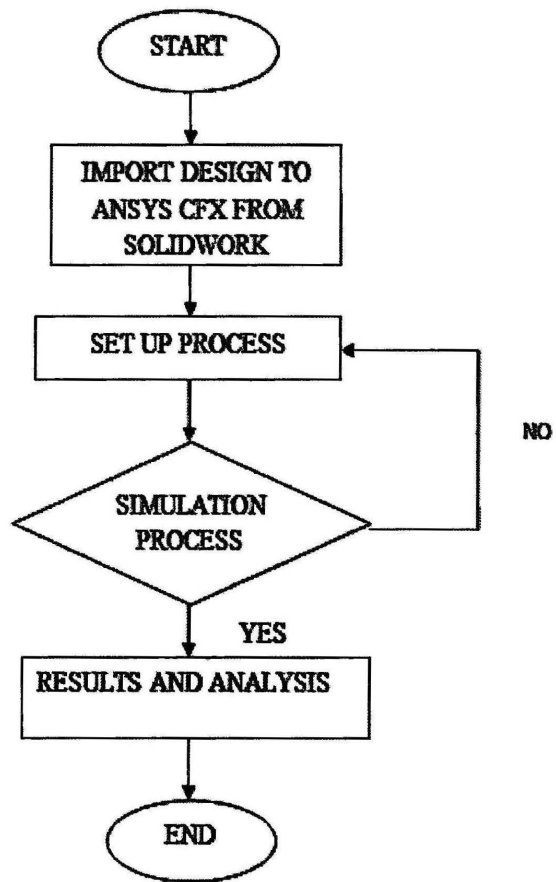 START
IMPORT DESIGN TO
ANSYS CFX FROM
SOLIDWORK
SET UP PROCESS
NO
SIMULATION
PROCESS
YES
RESULTS AND ANALYSIS
END